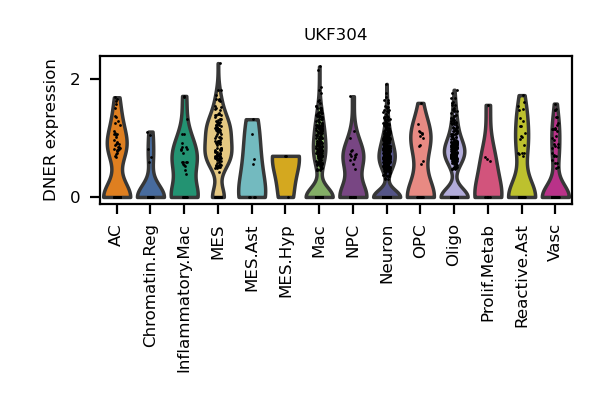 UKF304
DNER expression
2
0
AC
Chromatin.Reg
Inflammatory.Mac
MES
MES.Ast
MES.Hyp
Mac
NPC
Neuron
OPC
Oligo
Prolif.Metab
Reactive.Ast
Vasc